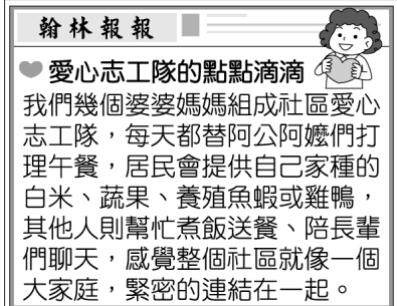 翰林報報
愛心志工隊的點點滴滴
我們幾個婆婆媽媽組成社區愛心
志工隊，每天都替阿公阿嬤們打
理午餐，居民會提供自己家種的
白米、蔬果、養殖魚蝦或雞鴨，
其他人則幫忙煮飯送餐、陪長輩
們聊天，感覺整個社區就像一個
大家庭，緊密的連結在一起。